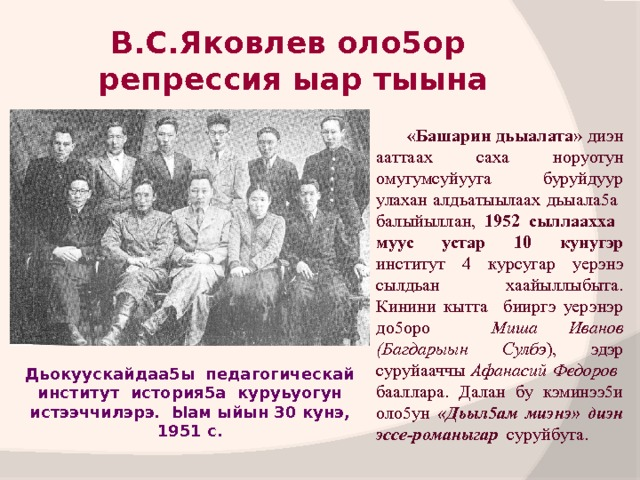 В.С.Яковлев оло5ор
репрессия ыар тыына
«Башарин дьыалата» диэн
ааттаах саха норуотун
омугумсуйууга буруйдуур
улахан алдьатыылаах дьыала5а
балыйыллан, 1952 сыллаахха
муус устар 10 кунугэр
институт 4 курсугар уерэнэ
сылдьан хаайыллыбыта.
Кинини кытта бииргэ уерэнэр
до5оро Миша Иванов
(Багдарыын Сулбэ), эдэр
суруйааччы Афанасий Федоров
бааллара. Далан бу кэминээ5и
оло5ун «Дьыл5ам миэнэ» диэн
эссе-романыгар суруйбута.
Дьокуускайдаа5ы педагогическай
институт история5а куруьуогун
истээччилэрэ. Ыам ыйын 30 кунэ,
1951 с.